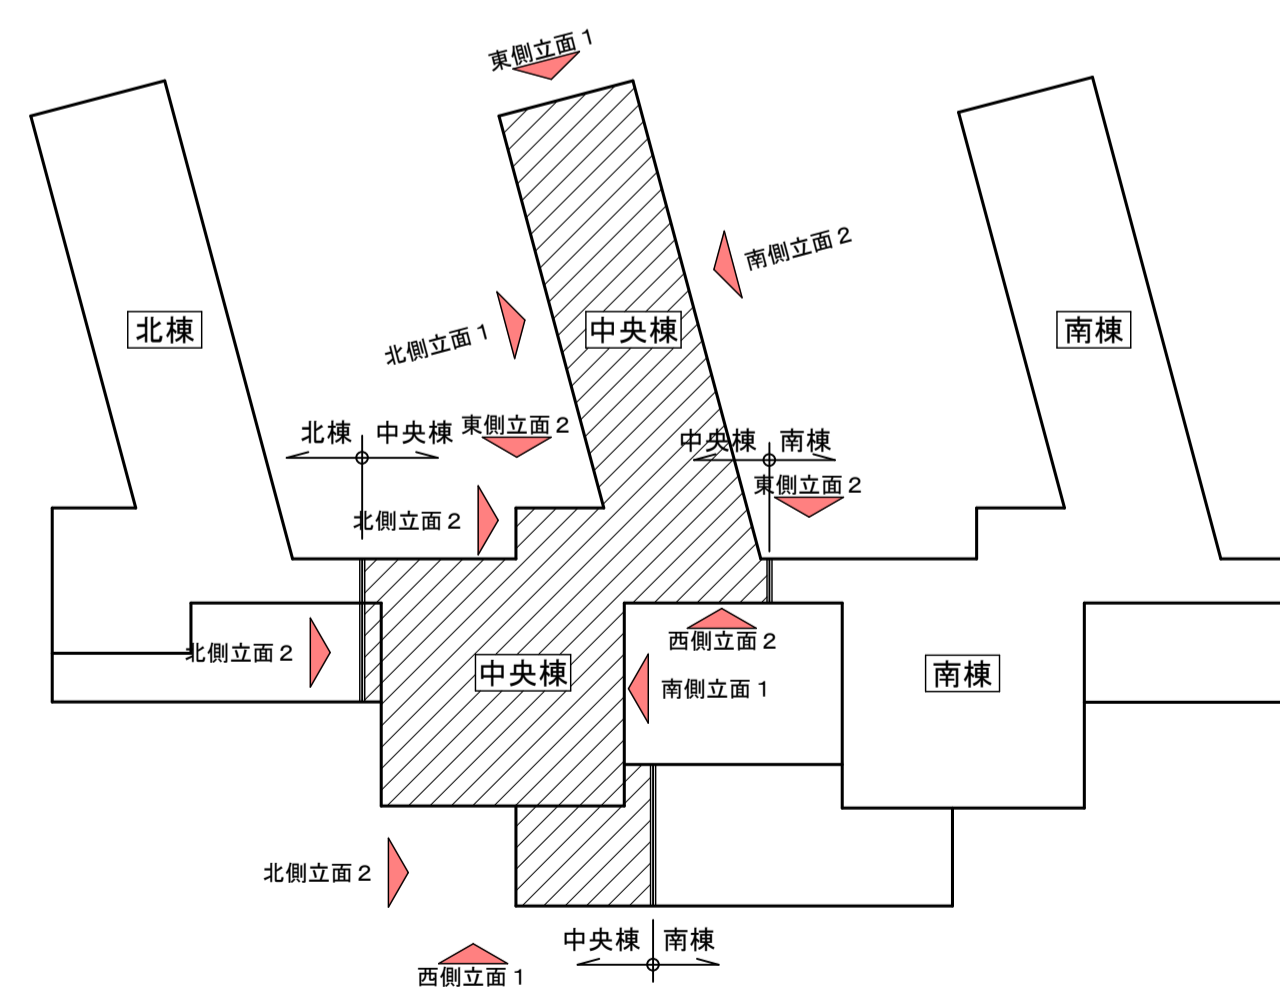 東側立面１
南側立面２
北側立面１
北棟
中央棟
南棟
北棟
中央棟
東側立面２
中央棟
南棟
東側立面２
北側立面２
西側立面２
北側立面２
中央棟
南側立面１
南棟
北側立面２
中央棟
南棟
西側立面１